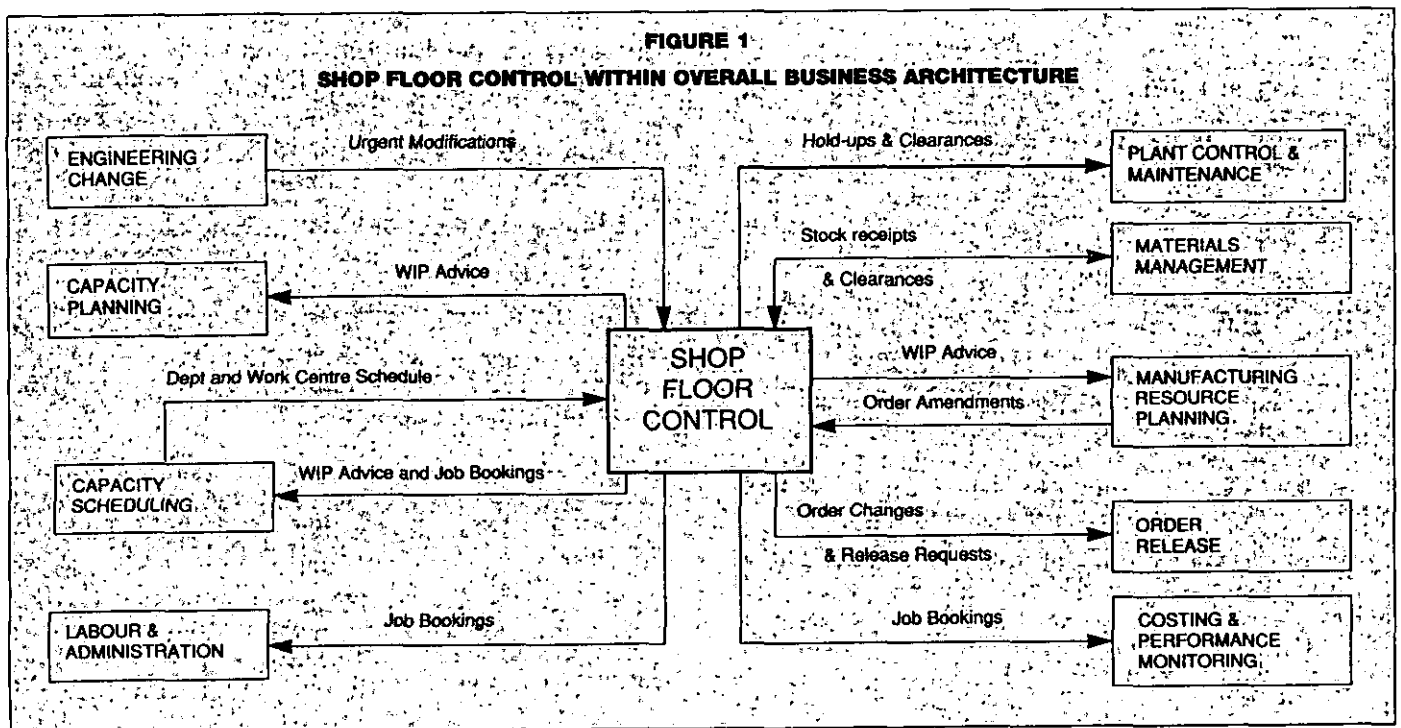 FIGURE 1
SHOP FLOOR CONTROL WITHIN OVERALL BUSINESS ARCHITECTURE
ENGINEERING
CHANGE
Urgent Modifications
Hold-ups & Clearances
PLANT CONTROL &
MAINTENANCE
CAPACITY
PLANNING
WIP Advice
Stock receipts
& Clearances
MATERIALS
MANAGEMENT
SHOP
FLOOR
CONTROL
Dept and Work Centre Schedule
WIP Advice
Order Amendments
MANUFACTURING
RESOURCE
PLANNING
CAPACITY
SCHEDULING
WIP Advice and Job Bookings
Order Changes
& Release Requests
ORDER
RELEASE
LABOUR &
ADMINISTRATION
Job Bookings
Job Bookings
COSTING &
PERFORMANCE
MONITORING